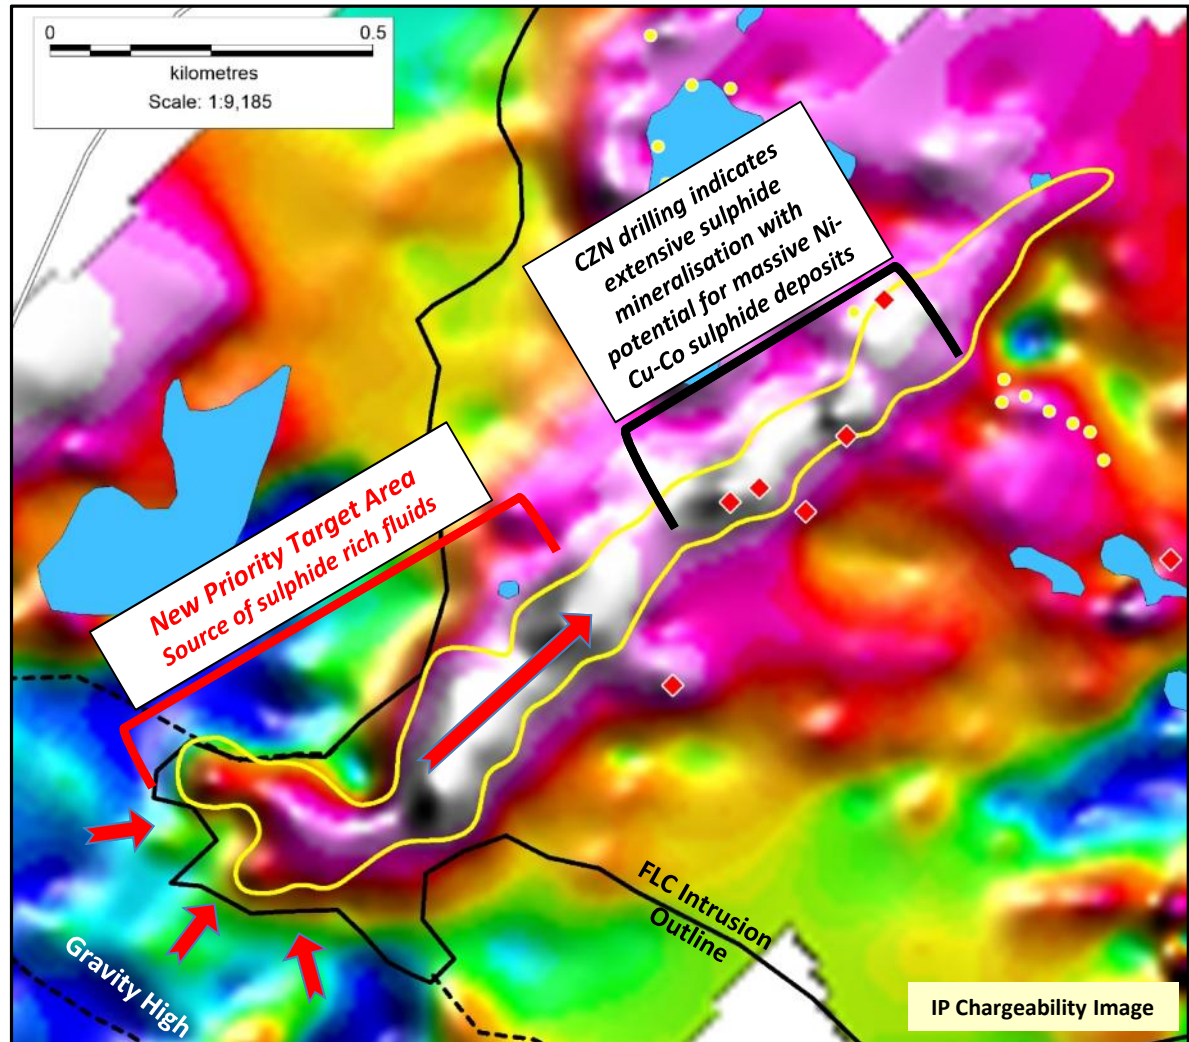 0 0.5
kilometres
Scale: 1:9,185
CZN drilling indicates
extensive sulphide
mineralisation with
potential for massive Ni-
Cu-Co sulphide deposits
New Priority Target Area
Source of sulphide rich fluids
FLC Intrusion
Outline
Gravity High
IP Chargeability Image